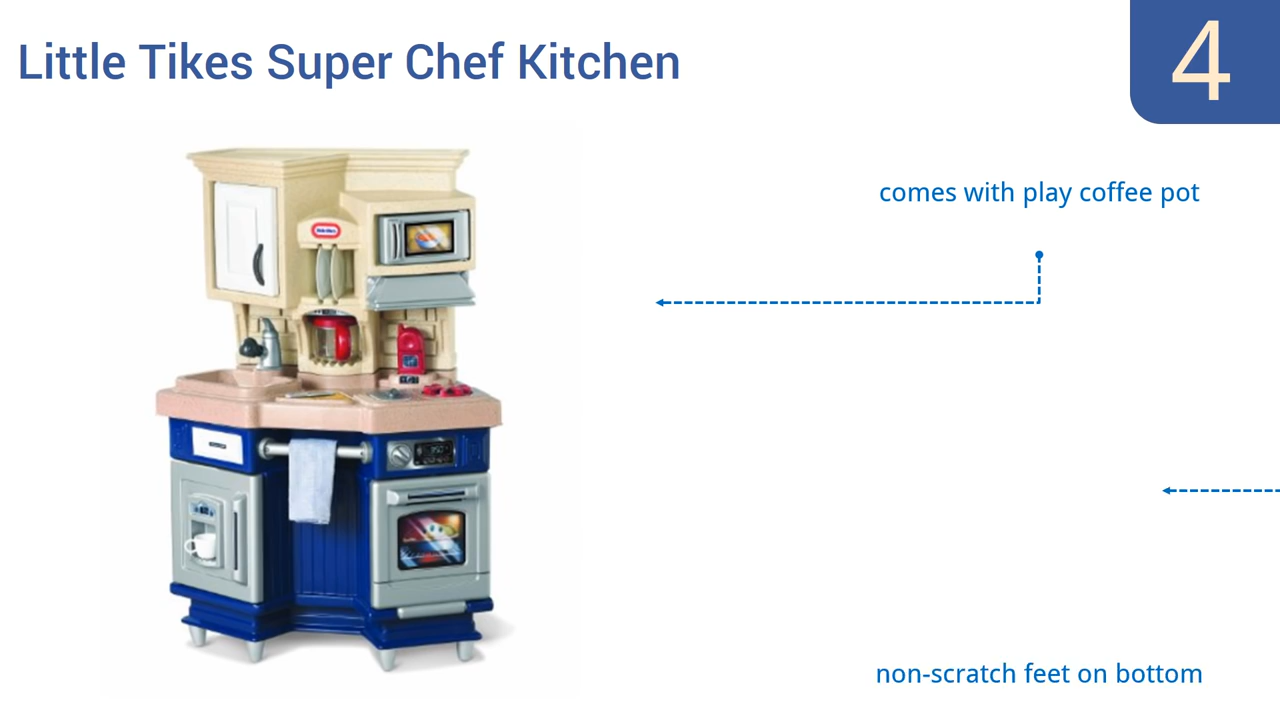 Little Tikes Super Chef Kitchen
4
comes with play coffee pot
non-scratch feet on bottom